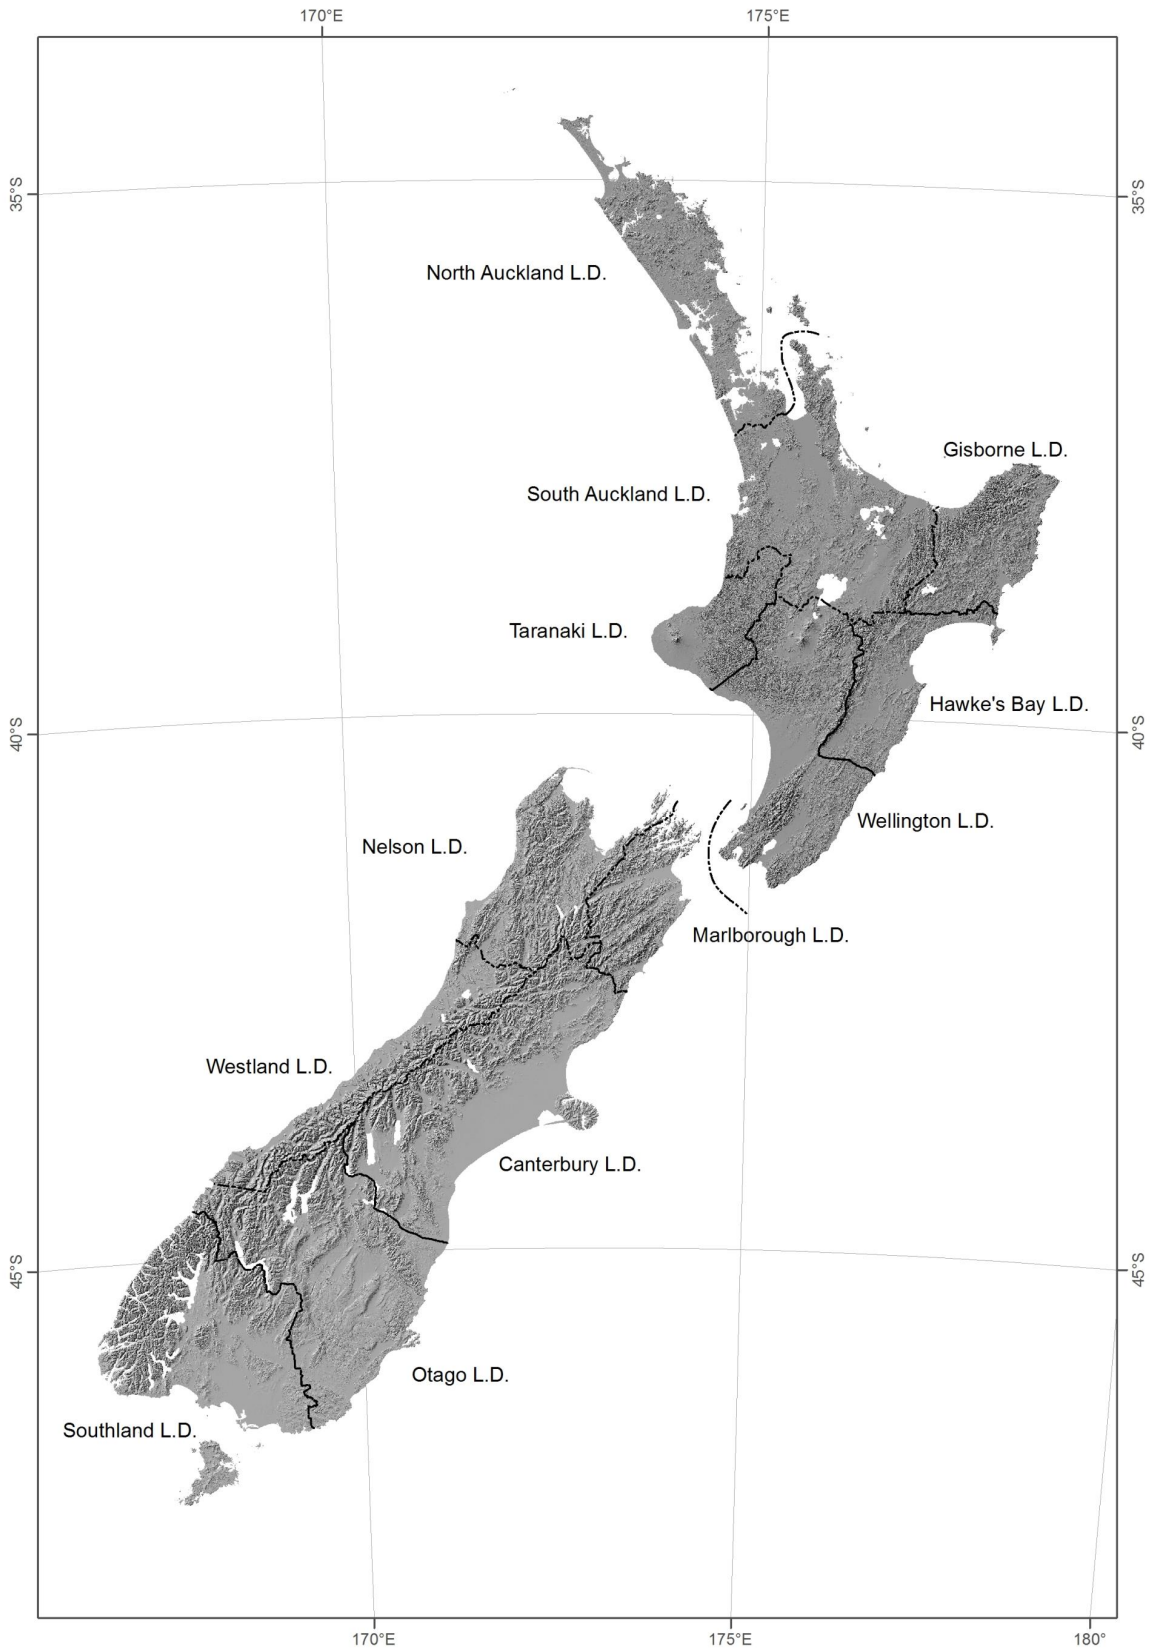 170°E
175°E
35°S
35°S
North Auckland L.D.
Gisborne L.D.
South Auckland L.D.
Taranaki L.D.
Hawke's Bay L.D.
40°S
40°S
Wellington L.D.
Nelson L.D.
Marlborough L.D.
Westland L.D.
Canterbury L.D.
45°S
45°S
Otago L.D.
Southland L.D.
170°E
175°E
180°